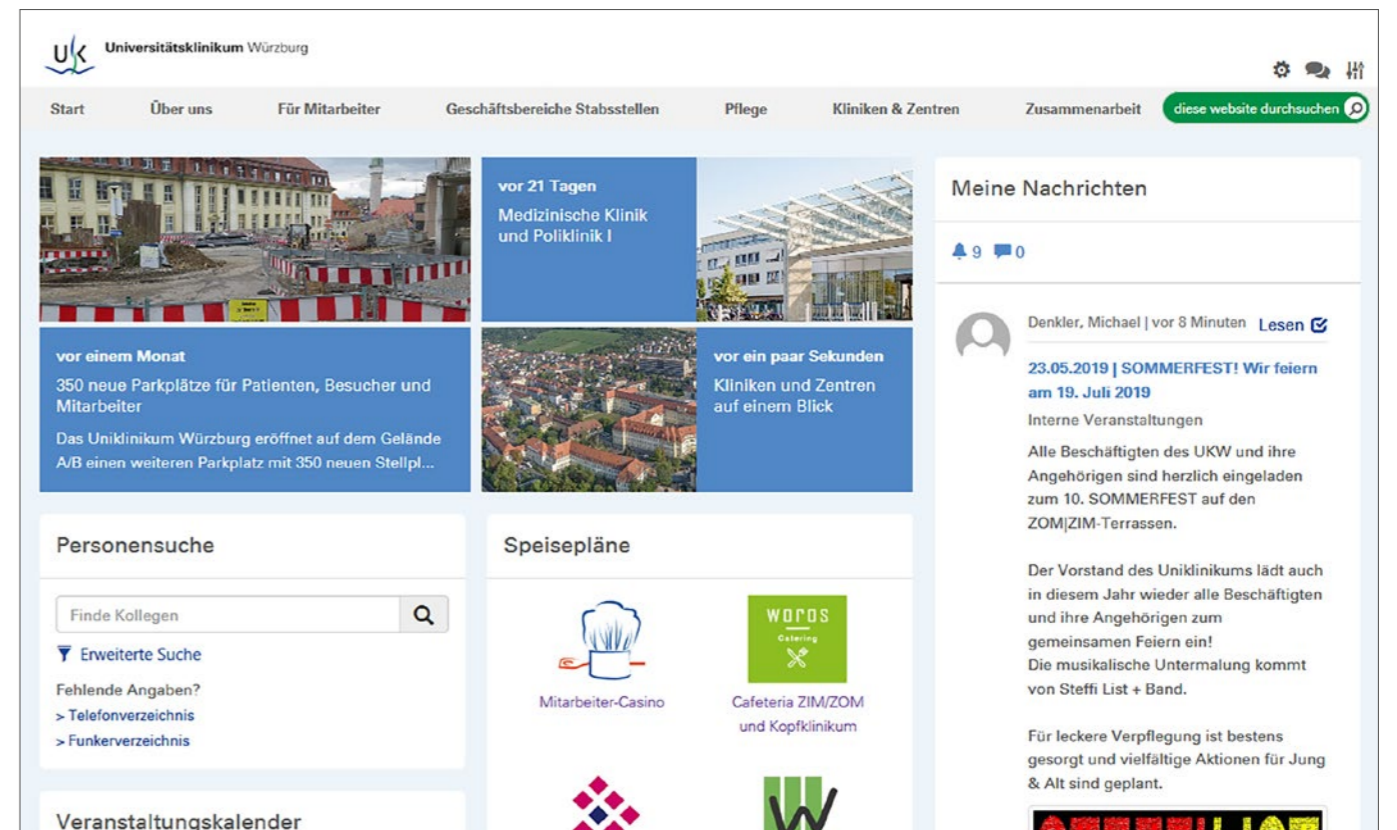 UK Universitätsklinikum Würzburg
Start Über uns Für Mitarbeiter Geschäftsbereiche Stabsstellen Pflege Kliniken & Zentren Zusammenarbeit diese website durchsuchen
vor 21 Tagen
Medizinische Klinik
und Poliklinik I
vor einem Monat
350 neue Parkplätze für Patienten, Besucher und
Mitarbeiter
Das Uniklinikum Würzburg eröffnet auf dem Gelände
A/B einen weiteren Parkplatz mit 350 neuen Stellpl...
vor ein paar Sekunden
Kliniken und Zentren
auf einem Blick
Personensuche
Finde Kollegen
Erweiterte Suche
Fehlende Angaben?
> Telefonverzeichnis
> Funkerverzeichnis
Veranstaltungskalender
Speisepläne
Mitarbeiter-Casino
woros
Catering
Cafeteria ZIM/ZOM
und Kopfklinikum
W
Meine Nachrichten
9 0
Denkler, Michael | vor 8 Minuten Lesen
23.05.2019 | SOMMERFEST! Wir feiern
am 19. Juli 2019
Interne Veranstaltungen
Alle Beschäftigten des UKW und ihre
Angehörigen sind herzlich eingeladen
zum 10. SOMMERFEST auf den
ZOM|ZIM-Terrassen.
Der Vorstand des Uniklinikums lädt auch
in diesem Jahr wieder alle Beschäftigten
und ihre Angehörigen zum
gemeinsamen Feiern ein!
Die musikalische Untermalung kommt
von Steffi List + Band.
Für leckere Verpflegung ist bestens
gesorgt und vielfältige Aktionen für Jung
& Alt sind geplant.